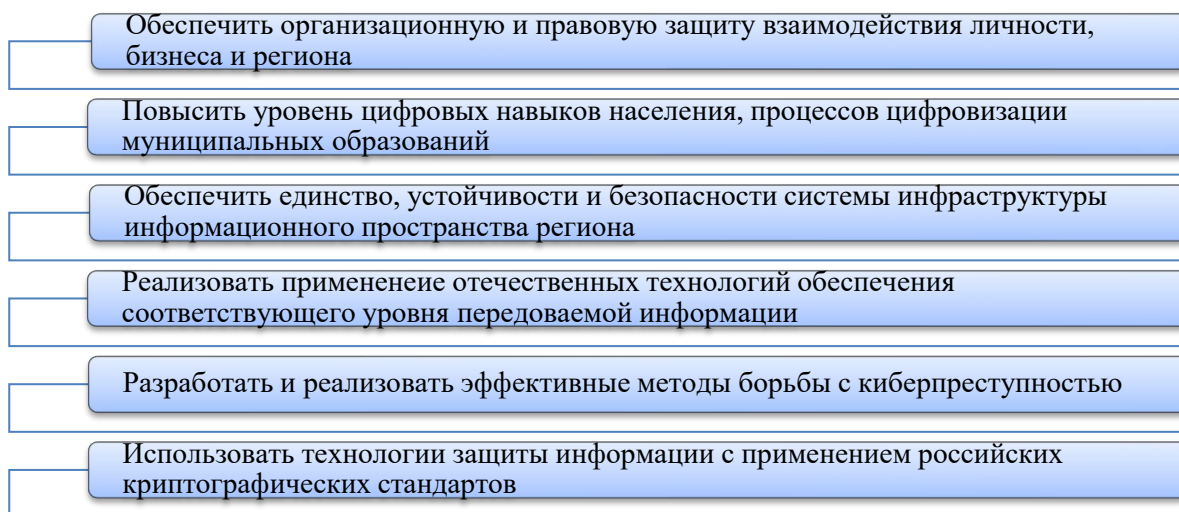 Обеспечить организационную и правовую защиту взаимодействия личности,
бизнеса и региона
Повысить уровень цифровых навыков населения, процессов цифровизации
муниципальных образований
Обеспечить единство, устойчивости и безопасности системы инфраструктуры
информационного пространства региона
Реализовать примененеие отечественных технологий обеспечения
соответствующего уровня передоваемой информации
Разработать и реализовать эффективные методы борьбы с киберпреступностью
Использовать технологии защиты информации с применением российских
криптографических стандартов